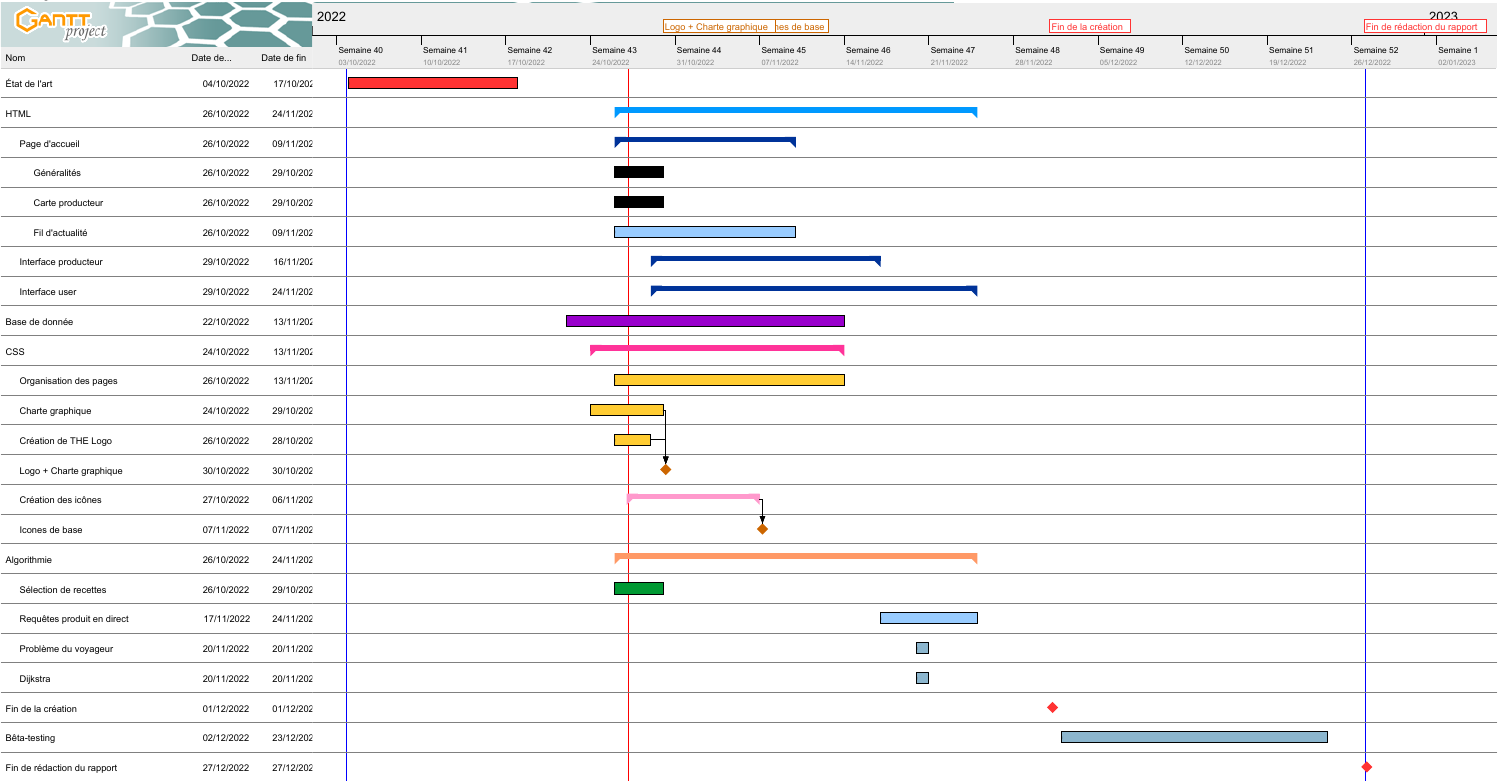 GANTT
project
2022
2023
Logo + Charte graphique
nes de base
Fin de la création
Fin de rédaction du rapport
Semaine 40 Semaine 41 Semaine 42 Semaine 43 Semaine 44 Semaine 45 Semaine 46 Semaine 47 Semaine 48 Semaine 49 Semaine 50 Semaine 51 Semaine 52 Semaine 1
Nom Date de... Date de fin
03/10/2022 10/10/2022 17/10/2022 24/10/2022 31/10/2022 07/11/2022 14/11/2022 21/11/2022 28/11/2022 05/12/2022 12/12/2022 19/12/2022 26/12/2022 02/01/2023
État de l'art 04/10/2022 17/10/202
HTML 26/10/2022 24/11/202
Page d'accueil 26/10/2022 09/11/202
Généralités 26/10/2022 29/10/202
Carte producteur 26/10/2022 29/10/202
Fil d'actualité 26/10/2022 09/11/202
Interface producteur 29/10/2022 16/11/202
Interface user 29/10/2022 24/11/202
Base de donnée 22/10/2022 13/11/202
CSS 24/10/2022 13/11/202
Organisation des pages 26/10/2022 13/11/202
Charte graphique 24/10/2022 29/10/202
Création de THE Logo 26/10/2022 28/10/202
Logo + Charte graphique 30/10/2022 30/10/202
Création des icônes 27/10/2022 06/11/202
Icones de base 07/11/2022 07/11/202
Algorithmie 26/10/2022 24/11/202
Sélection de recettes 26/10/2022 29/10/202
Requêtes produit en direct 17/11/2022 24/11/202
Problème du voyageur 20/11/2022 20/11/202
Dijkstra 20/11/2022 20/11/202
Fin de la création 01/12/2022 01/12/202
Bêta-testing 02/12/2022 23/12/202
Fin de rédaction du rapport 27/12/2022 27/12/202